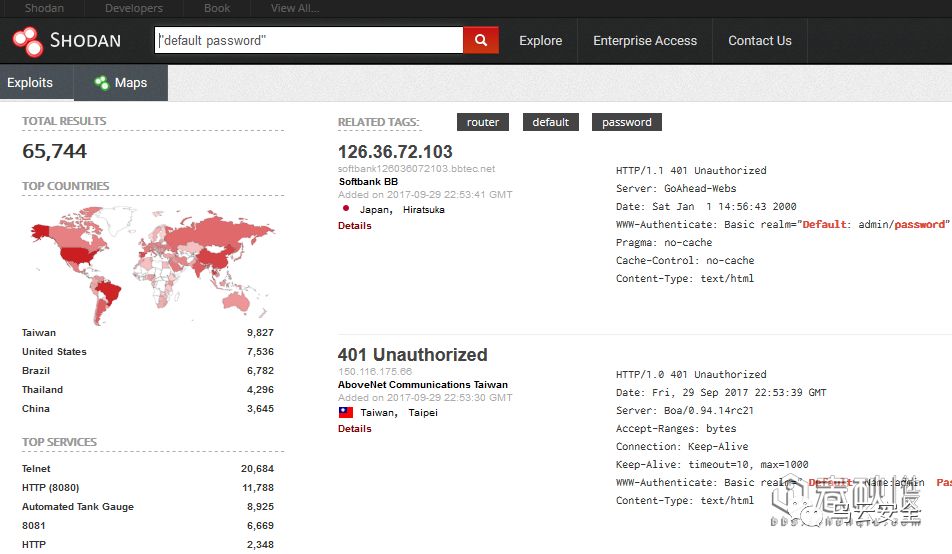 Shodan Developers Book View All...
SHODAN "default password" Explore Enterprise Access Contact Us
Exploits Maps
TOTAL RESULTS
65,744
TOP COUNTRIES
Taiwan 9,827
United States 7,536
Brazil 6,782
Thailand 4,296
China 3,645
TOP SERVICES
Telnet 20,684
HTTP (8080) 11,788
Automated Tank Gauge 8,925
8081 6,669
HTTP 2,348
RELATED TAGS: router default password
126.36.72.103
softbank126036072103.bbtec.net
Softbank BB
Added on 2017-09-29 22:53:41 GMT
Japan, Hiratsuka
Details
HTTP/1.1 401 Unauthorized
Server: GoAhead-Webs
Date: Sat Jan 1 14:56:43 2000
WWW-Authenticate: Basic realm="Default: admin/password"
Pragma: no-cache
Cache-Control: no-cache
Content-Type: text/html
401 Unauthorized
150.116.175.66
AboveNet Communications Taiwan
Added on 2017-09-29 22:53:30 GMT
Taiwan, Taipei
Details
HTTP/1.0 401 Unauthorized
Date: Fri, 29 Sep 2017 22:53:39 GMT
Server: Boa/0.94.14rc21
Accept-Ranges: bytes
Connection: Keep-Alive
Keep-Alive: timeout=10, max=1000
WWW-Authenticate: Basic realm=" Default Name:admin Pas
Content-Type: text/html